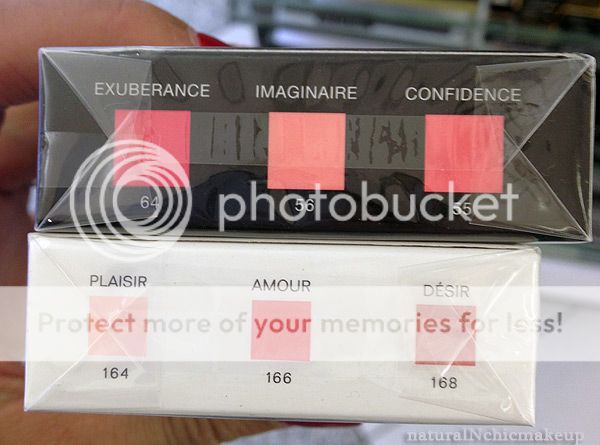 EXUBERANCE IMAGINAIRE CONFIDENCE
64 56 55
photobucket
PLAISIR AMOUR DÉSIR
Protect more of your memories for less!
164 166 168
naturalNchicmakeup